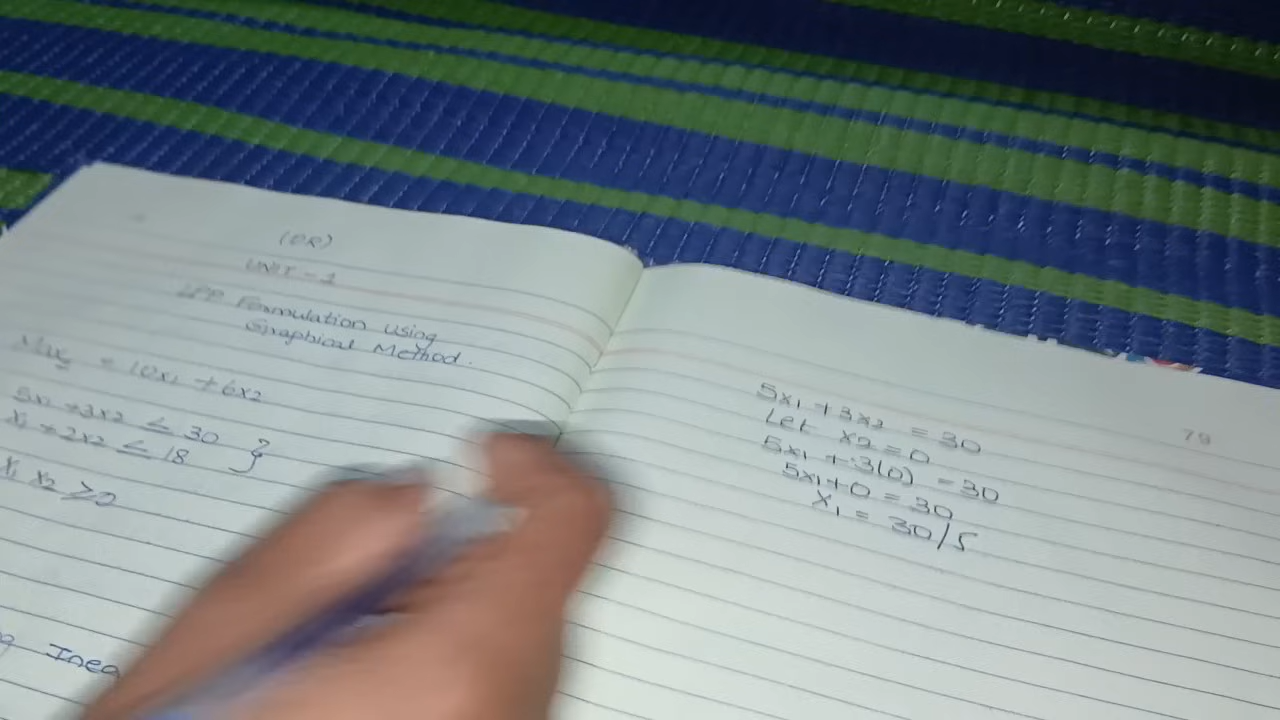 (OR)
UNIT - 1
LPP Formulation using
Graphical Method.
Max = 10x1 + 6x2
5x1 + 3x2 ≤ 30 }
x1 + 2x2 ≤ 18
x1 x2 ≥ 0
Inea
79
5x1 + 3x2 = 30
Let x2 = 0
5x1 + 3(0) = 30
5x1 + 0 = 30
x1 = 30/5